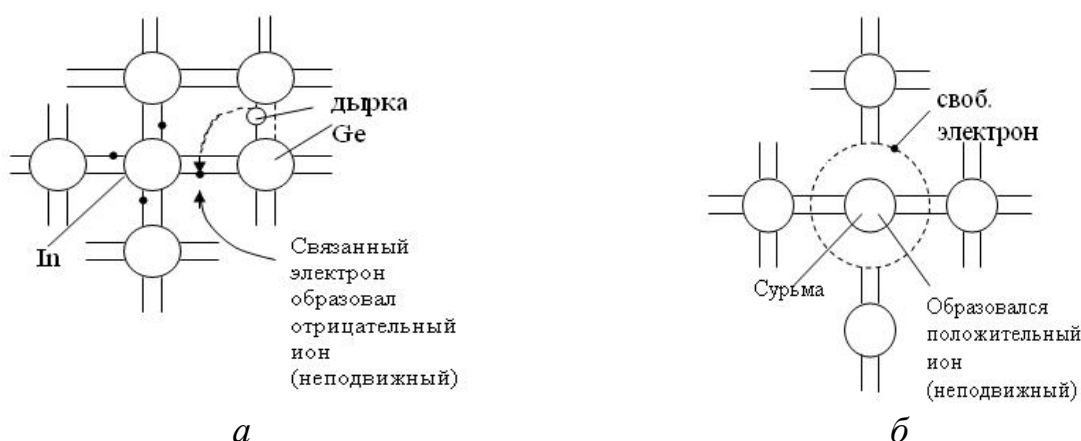 дырка
Ge
In
Связанный
электрон
образовал
отрицательный
ион
(неподвижный)
а
своб.
электрон
Сурьма
Образовался
положительный
ион
(неподвижный)
б